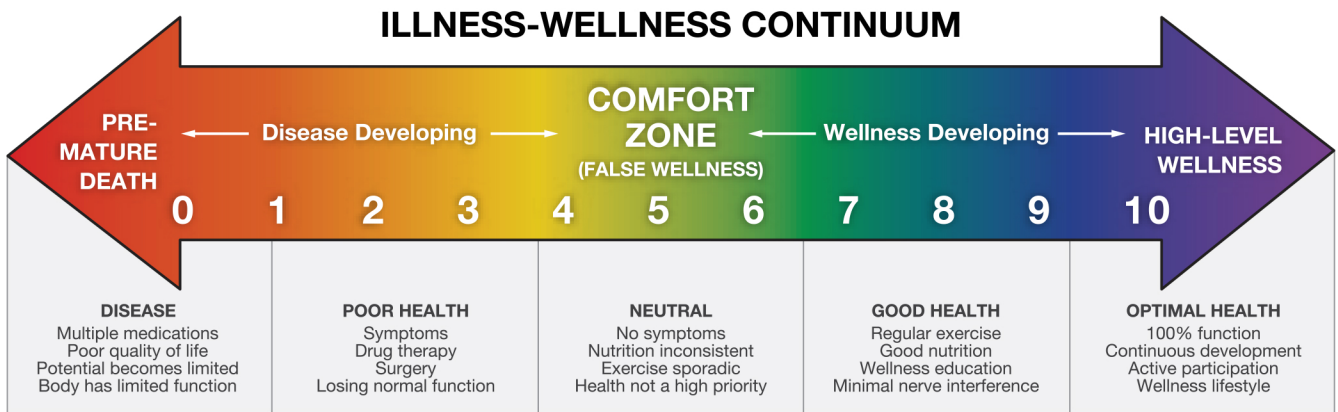 ILLNESS-WELLNESS CONTINUUM
PRE-
MATURE
DEATH
Disease Developing
COMFORT
ZONE
(FALSE WELLNESS)
Wellness Developing
HIGH-LEVEL
WELLNESS
0 1 2 3 4 5 6 7 8 9 10
DISEASE
Multiple medications
Poor quality of life
Potential becomes limited
Body has limited function
POOR HEALTH
Symptoms
Drug therapy
Surgery
Losing normal function
NEUTRAL
No symptoms
Nutrition inconsistent
Exercise sporadic
Health not a high priority
GOOD HEALTH
Regular exercise
Good nutrition
Wellness education
Minimal nerve interference
OPTIMAL HEALTH
100% function
Continuous development
Active participation
Wellness lifestyle